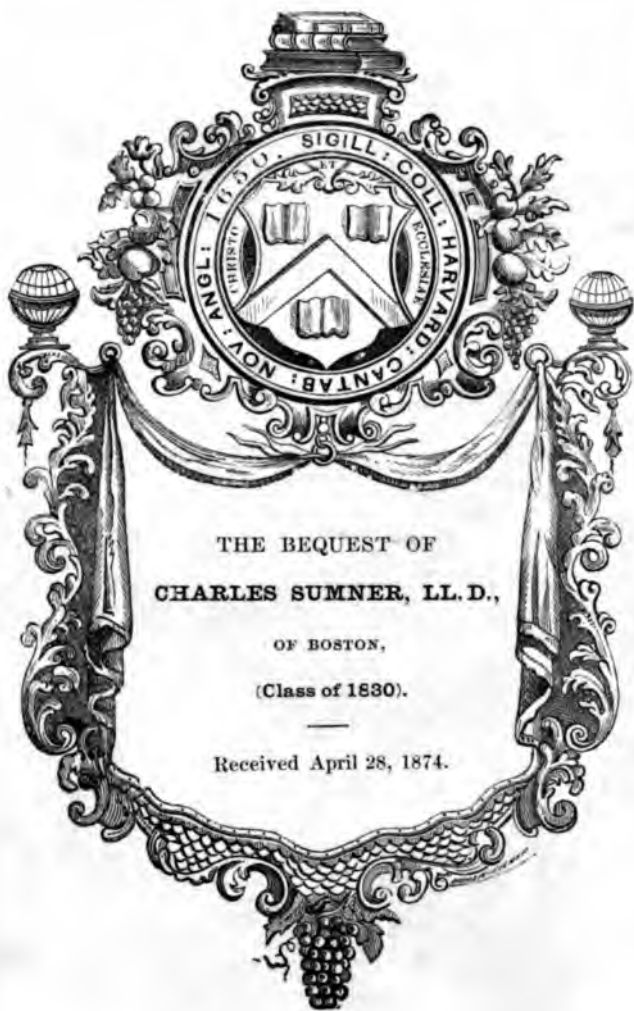 SIGILL: COLL: HARVARD: CANTAB: NOV: ANGL: 1650.
CHRISTO
ET
ECCLESIAE
THE BEQUEST OF
CHARLES SUMNER, LL. D.,
OF BOSTON,
(Class of 1830).
Received April 28, 1874.